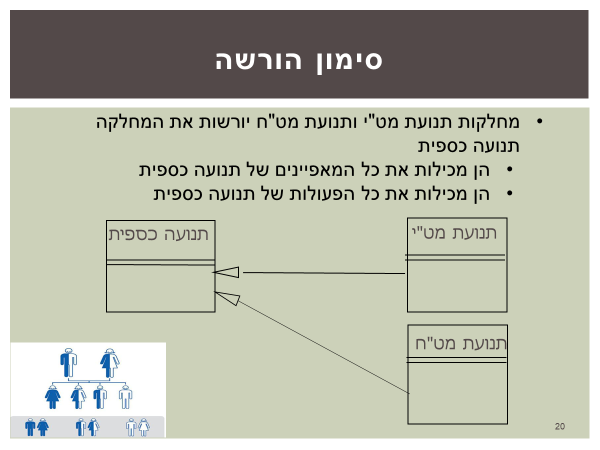 סימון הורשה
• מחלקות תנועת מט"י ותנועת מט"ח יורשות את המחלקה
תנועה כספית
• הן מכילות את כל המאפיינים של תנועה כספית
• הן מכילות את כל הפעולות של תנועה כספית
תנועת מט"י
תנועה כספית
תנועת מט"ח
20